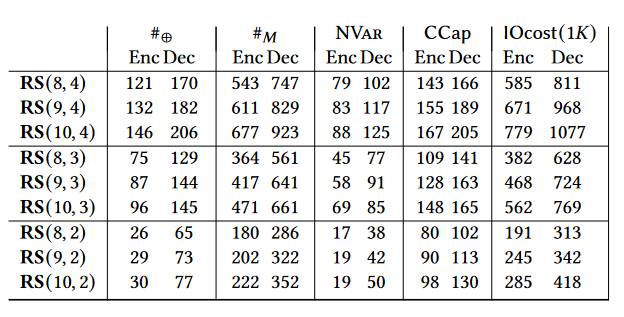 #⊕ #M NVAR CCap IOcost(1K)
Enc Dec Enc Dec Enc Dec Enc Dec Enc Dec
RS(8, 4) 121 170 543 747 79 102 143 166 585 811
RS(9, 4) 132 182 611 829 83 117 155 189 671 968
RS(10, 4) 146 206 677 923 88 125 167 205 779 1077
RS(8, 3) 75 129 364 561 45 77 109 141 382 628
RS(9, 3) 87 144 417 641 58 91 128 163 468 724
RS(10, 3) 96 145 471 661 69 85 148 165 562 769
RS(8, 2) 26 65 180 286 17 38 80 102 191 313
RS(9, 2) 29 73 202 322 19 42 90 113 245 342
RS(10, 2) 30 77 222 352 19 50 98 130 285 418